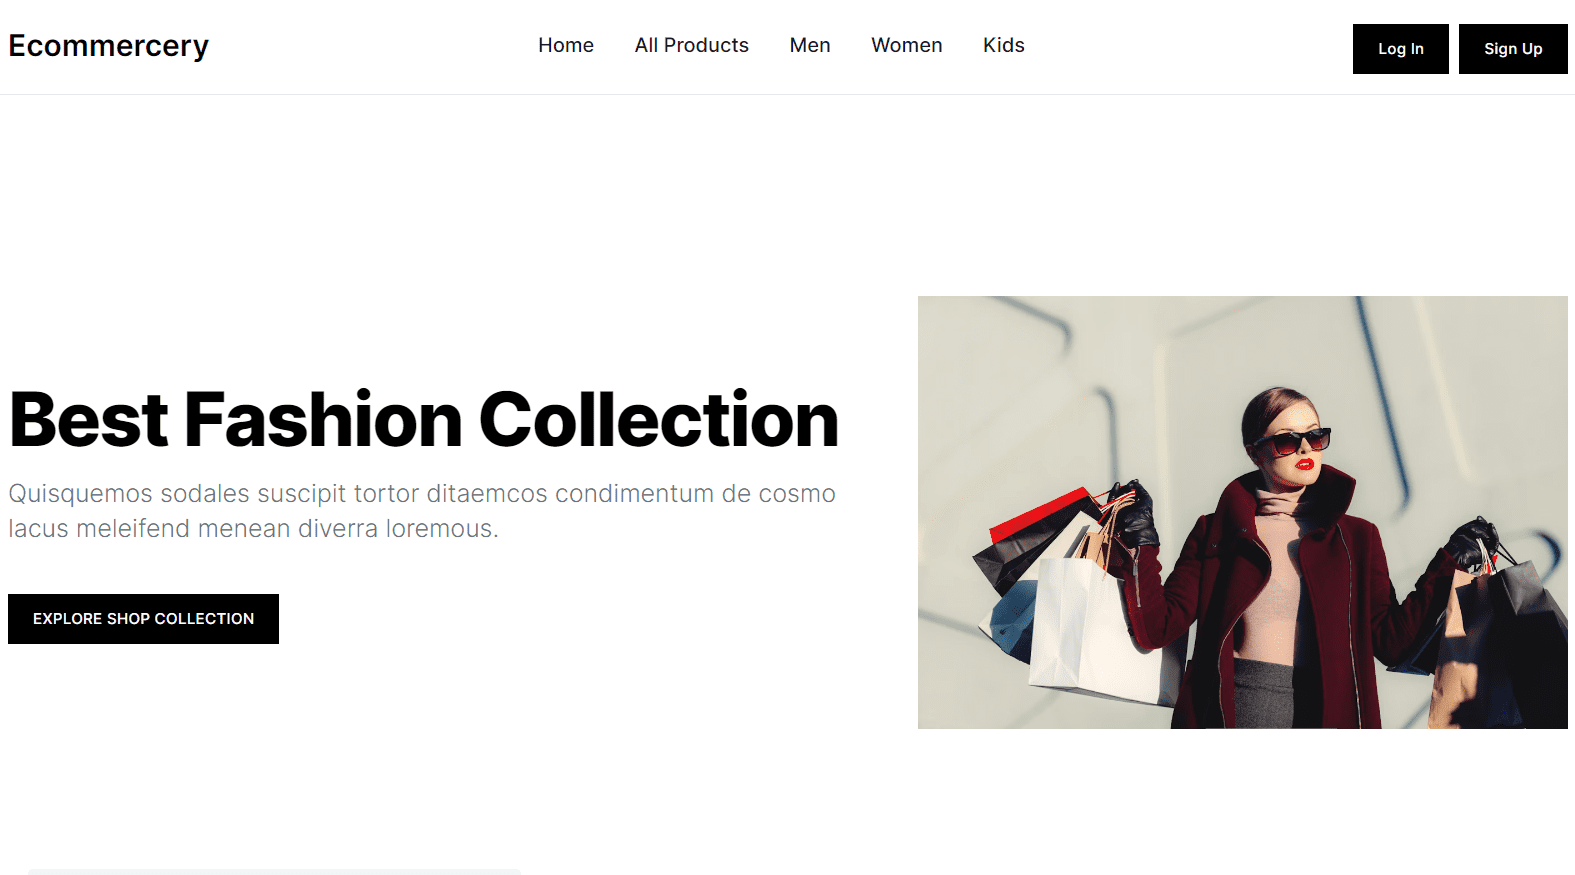 Ecommercery
Home All Products Men Women Kids
Log In Sign Up
Best Fashion Collection
Quisquemos sodales suscipit tortor ditaemcos condimentum de cosmo
lacus meleifend menean diverra loremous.
EXPLORE SHOP COLLECTION